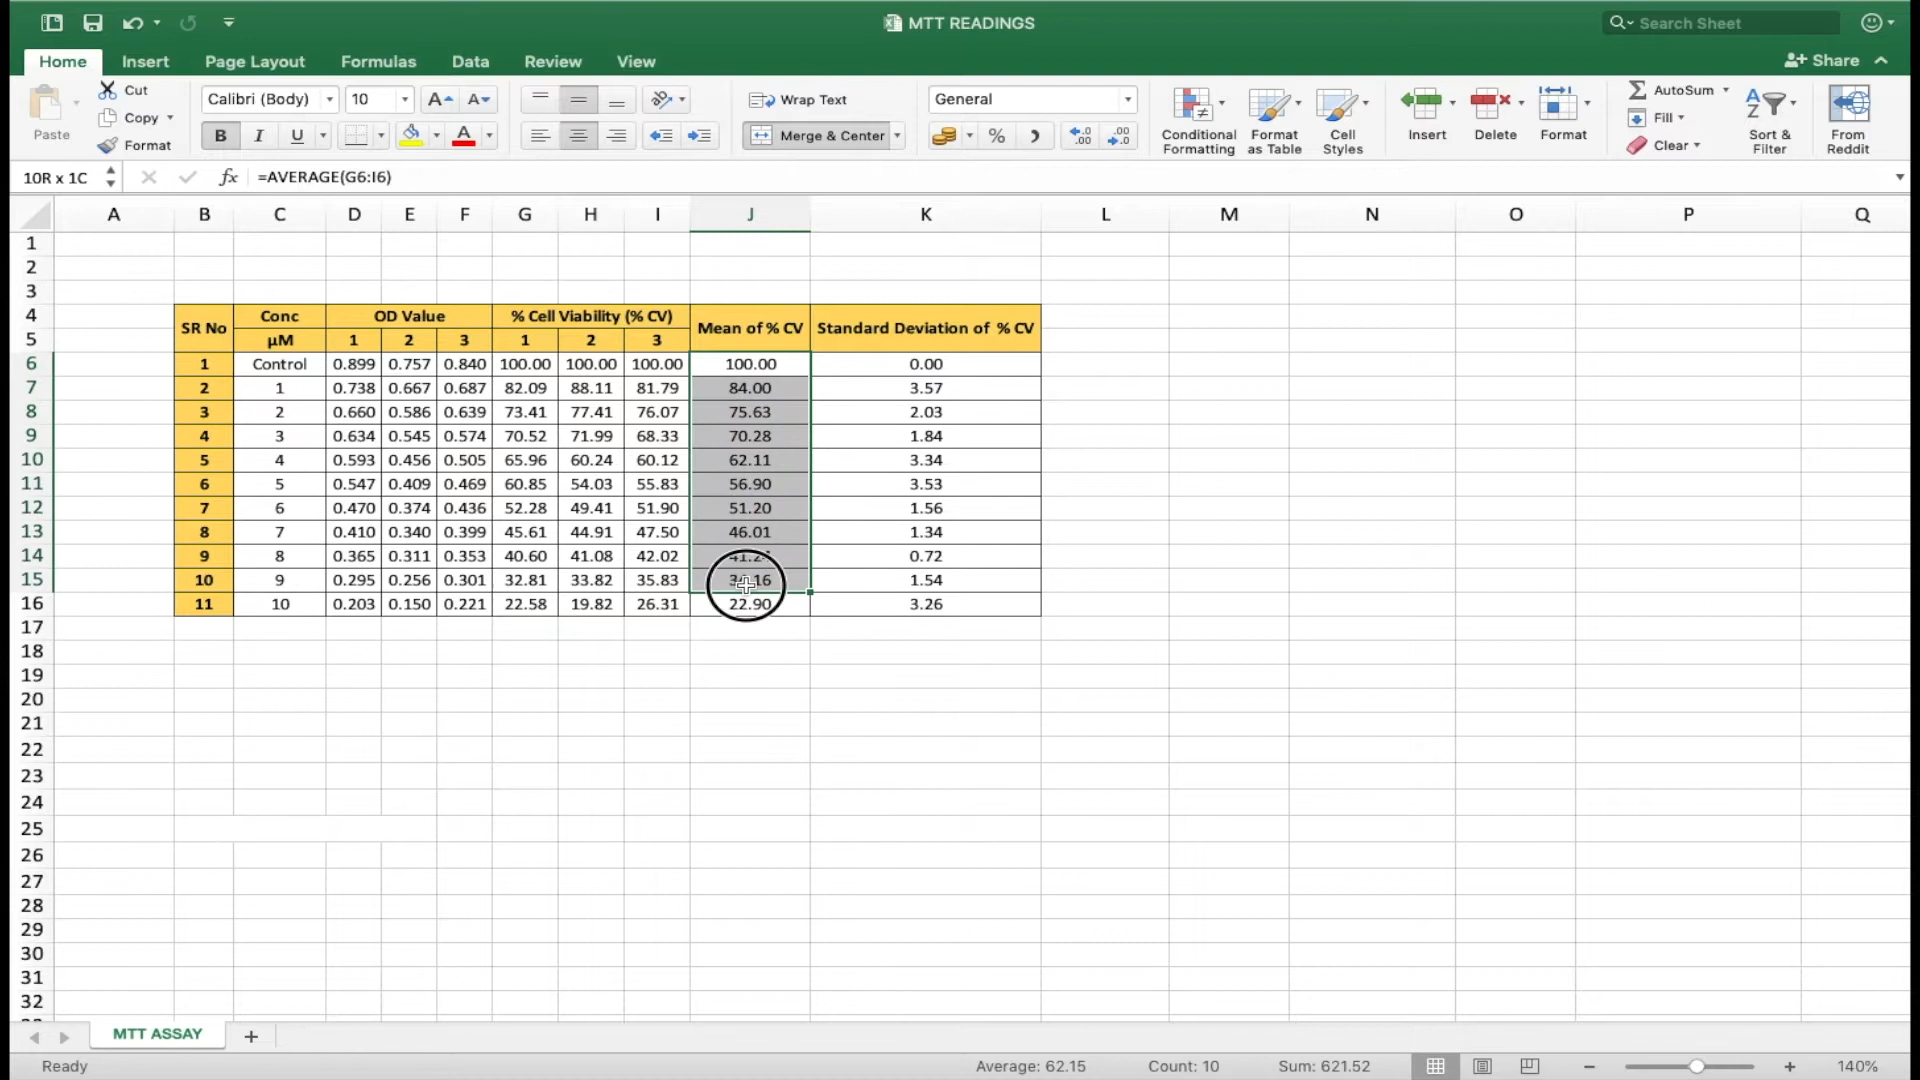 MTT READINGS
Search Sheet
Home Insert Page Layout Formulas Data Review View
Share
Paste
Cut
Copy
Format
Calibri (Body) 10
B I U
Wrap Text
Merge & Center
General
Conditional Formatting
Format as Table
Cell Styles
Insert
Delete
Format
AutoSum
Fill
Clear
Sort & Filter
From Reddit
10R x 1C fx =AVERAGE(G6:I6)
A B C D E F G H I J K L M N O P Q
1
2
3
4 SR No Conc OD Value % Cell Viability (% CV) Mean of % CV Standard Deviation of % CV
5 µM 1 2 3 1 2 3
6 1 Control 0.899 0.757 0.840 100.00 100.00 100.00 100.00 0.00
7 2 1 0.738 0.667 0.687 82.09 88.11 81.79 84.00 3.57
8 3 2 0.660 0.586 0.639 73.41 77.41 76.07 75.63 2.03
9 4 3 0.634 0.545 0.574 70.52 71.99 68.33 70.28 1.84
10 5 4 0.593 0.456 0.505 65.96 60.24 60.12 62.11 3.34
11 6 5 0.547 0.409 0.469 60.85 54.03 55.83 56.90 3.53
12 7 6 0.470 0.374 0.436 52.28 49.41 51.90 51.20 1.56
13 8 7 0.410 0.340 0.399 45.61 44.91 47.50 46.01 1.34
14 9 8 0.365 0.311 0.353 40.60 41.08 42.02 0.72
15 10 9 0.295 0.256 0.301 32.81 33.82 35.83 1.54
16 11 10 0.203 0.150 0.221 22.58 19.82 26.31 22.90 3.26
17
18
19
20
21
22
23
24
25
26
27
28
29
30
31
32
MTT ASSAY
Ready Average: 62.15 Count: 10 Sum: 621.52 140%